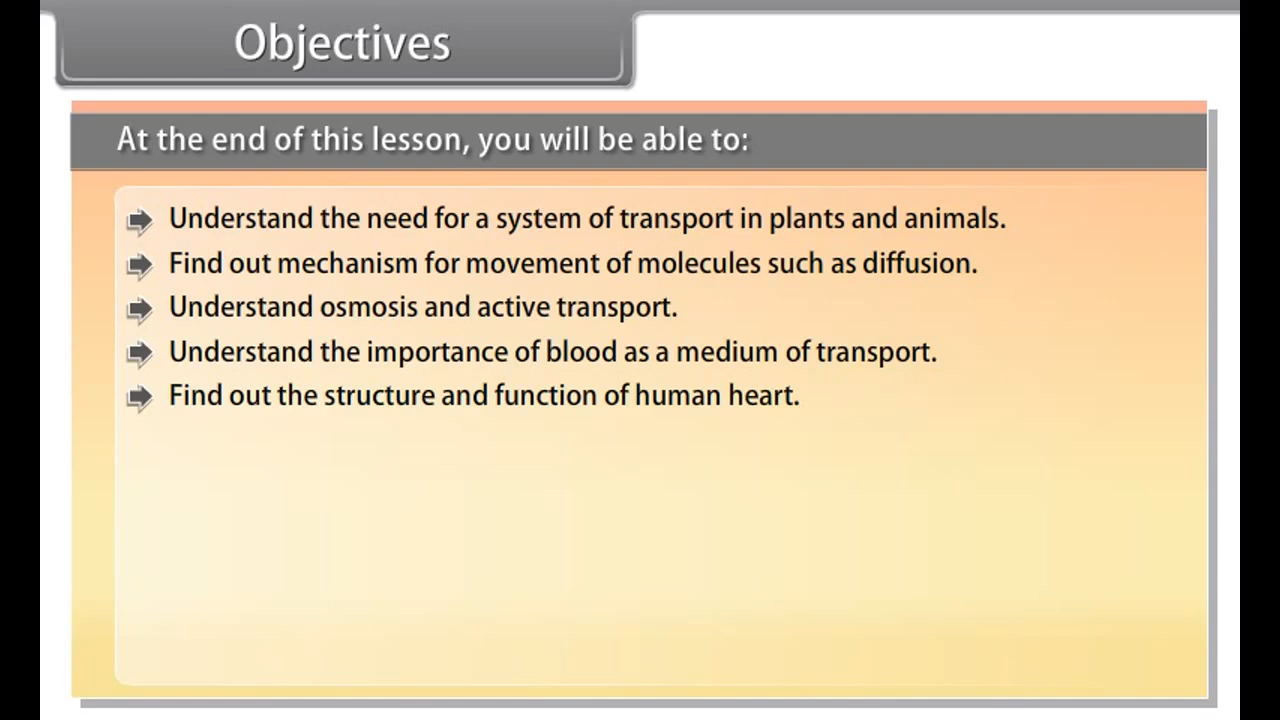 Objectives
At the end of this lesson, you will be able to:
Understand the need for a system of transport in plants and animals.
Find out mechanism for movement of molecules such as diffusion.
Understand osmosis and active transport.
Understand the importance of blood as a medium of transport.
Find out the structure and function of human heart.